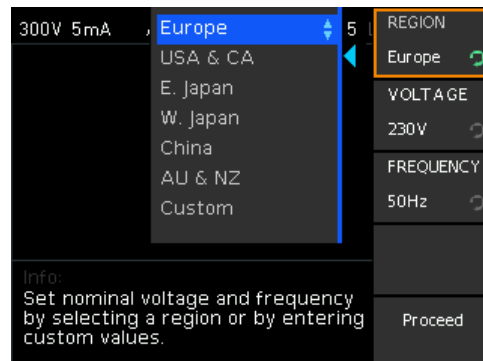 300V 5mA , 5
Europe
USA & CA
E. Japan
W. Japan
China
AU & NZ
Custom
REGION
Europe
VOLTAGE
230V
FREQUENCY
50Hz
Proceed
Info:
Set nominal voltage and frequency
by selecting a region or by entering
custom values.